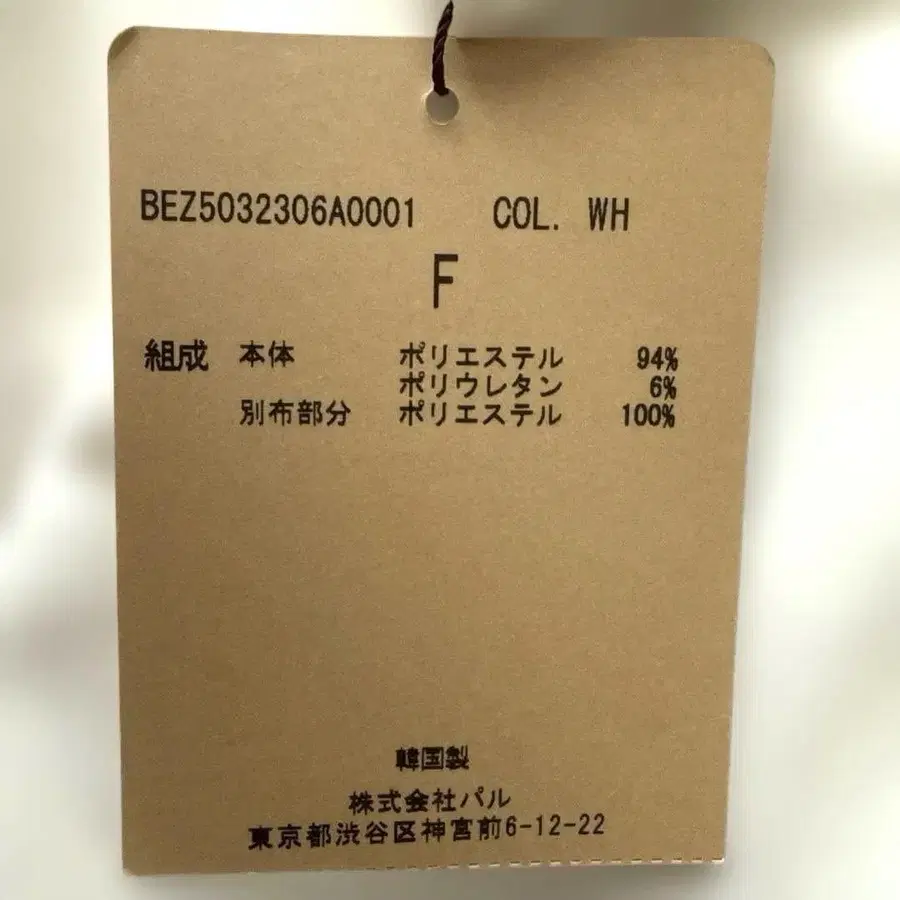 BEZ5032306A0001 COL. WH
F
組成 本体 ポリエステル 94%
ポリウレタン 6%
別布部分 ポリエステル 100%
韓国製
株式会社パル
東京都渋谷区神宮前6-12-22